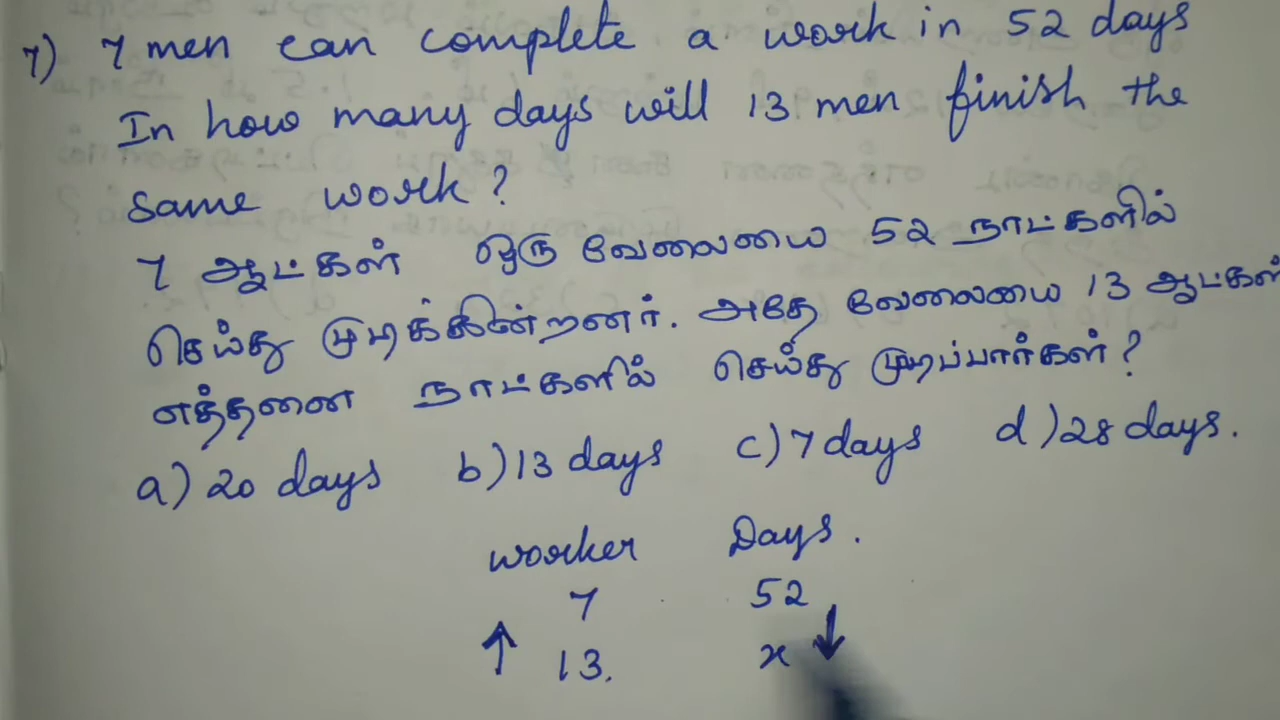 7) 7 men can complete a work in 52 days
In how many days will 13 men finish the
same work?
7 ஆட்கள் ஒரு வேலையை 52 நாட்களில்
செய்து முடிக்கின்றனர். அதே வேலையை 13 ஆட்கள்
எத்தனை நாட்களில் செய்து முடிப்பார்கள்?
a) 20 days b) 13 days c) 7 days d) 28 days.
worker Days.
7 52
↑ 13. x ↓